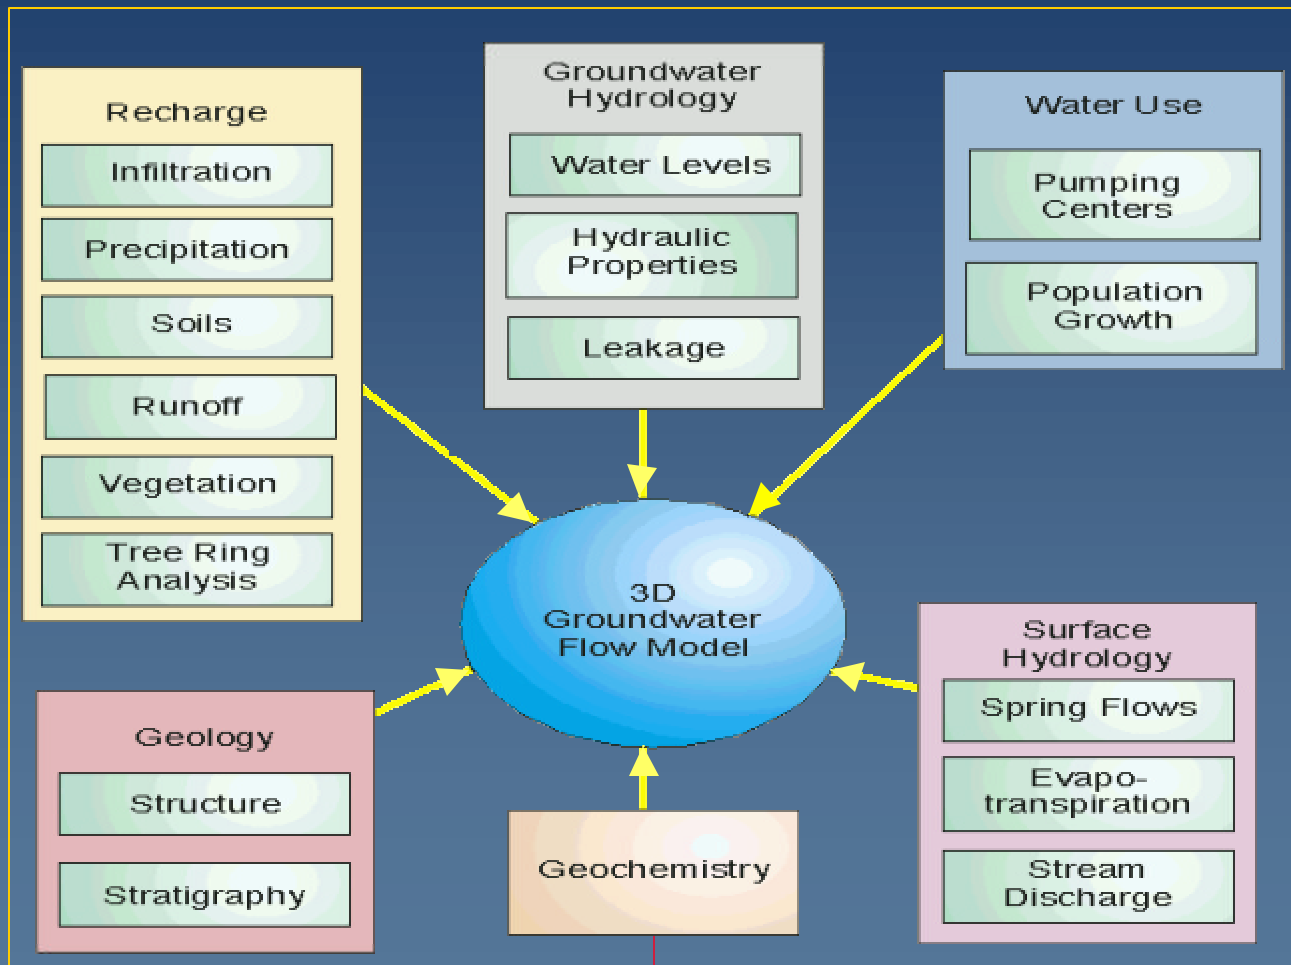 Recharge
Infiltration
Precipitation
Soils
Runoff
Vegetation
Tree Ring
Analysis
Groundwater
Hydrology
Water Levels
Hydraulic
Properties
Leakage
Water Use
Pumping
Centers
Population
Growth
3D
Groundwater
Flow Model
Geology
Structure
Stratigraphy
Geochemistry
Surface
Hydrology
Spring Flows
Evapo-
transpiration
Stream
Discharge